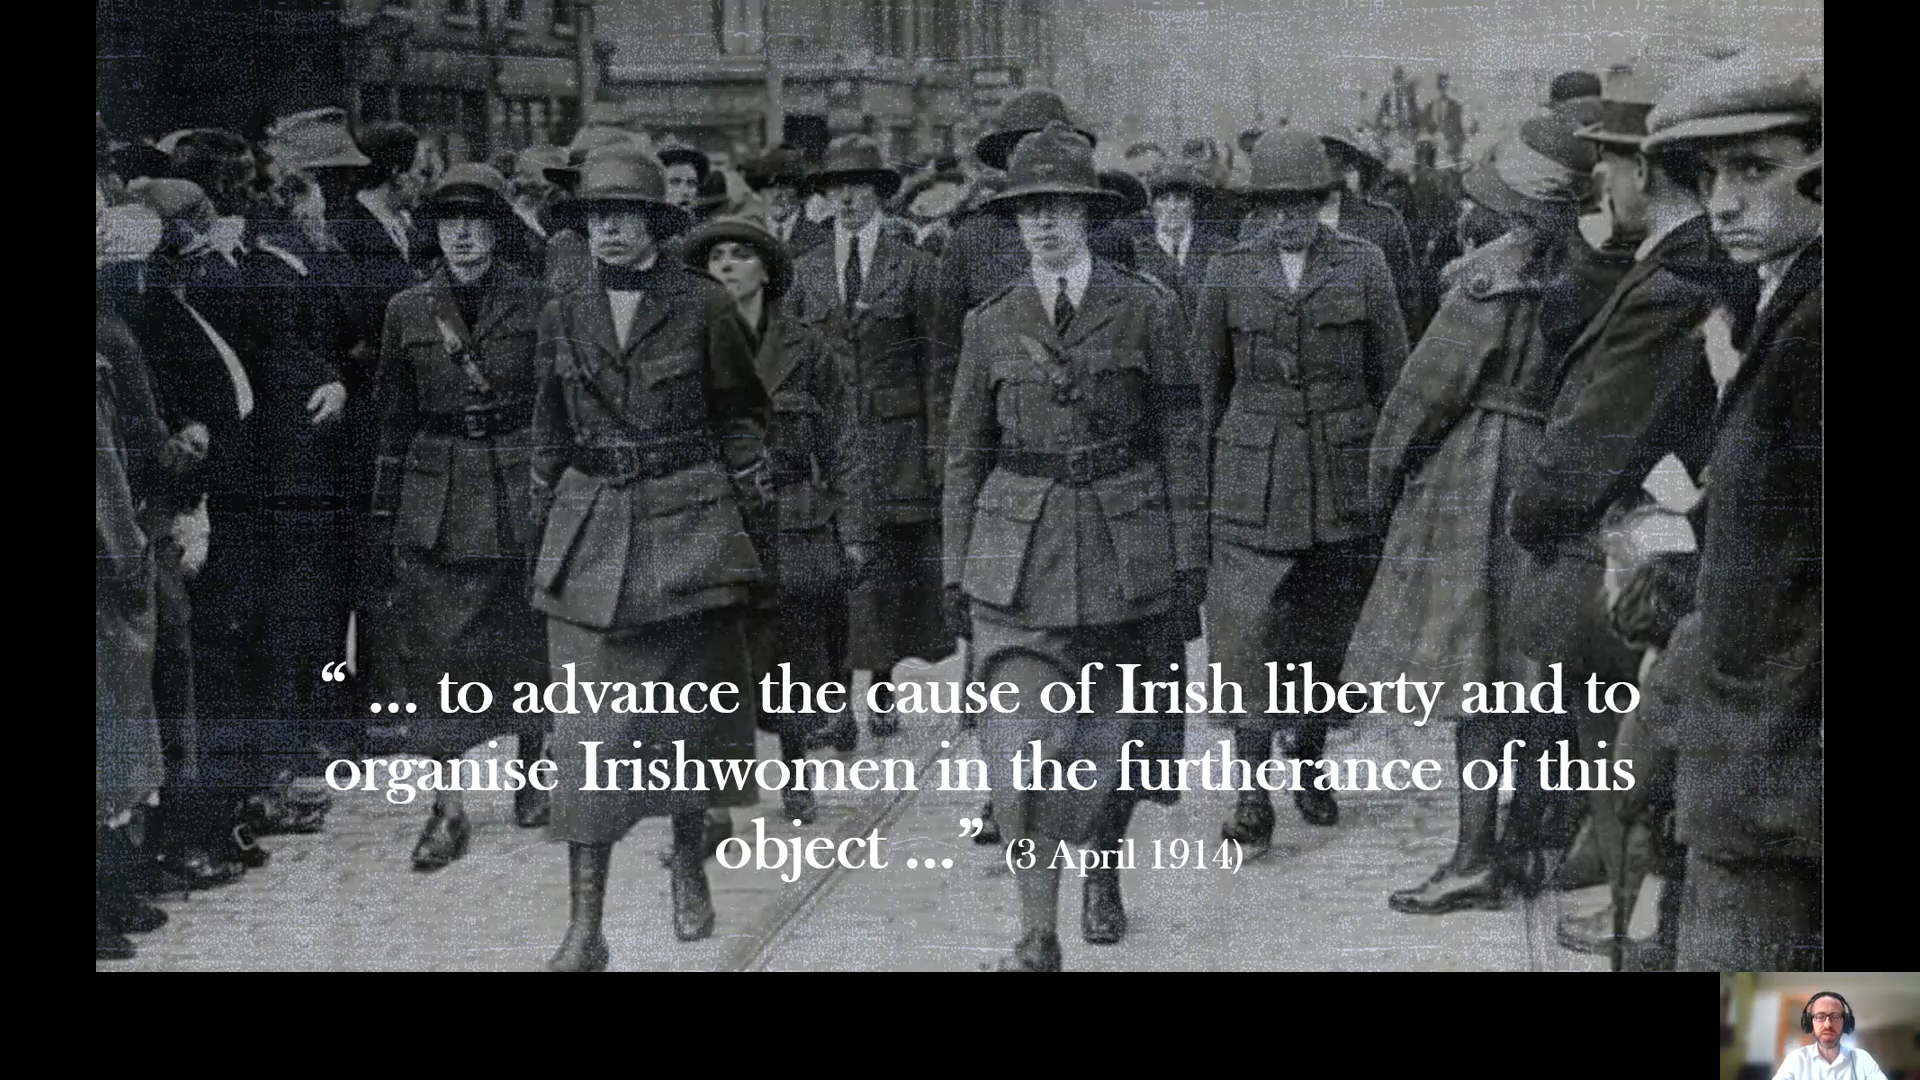 “ ... to advance the cause of Irish liberty and to
organise Irishwomen in the furtherance of this
object ...” (3 April 1914)